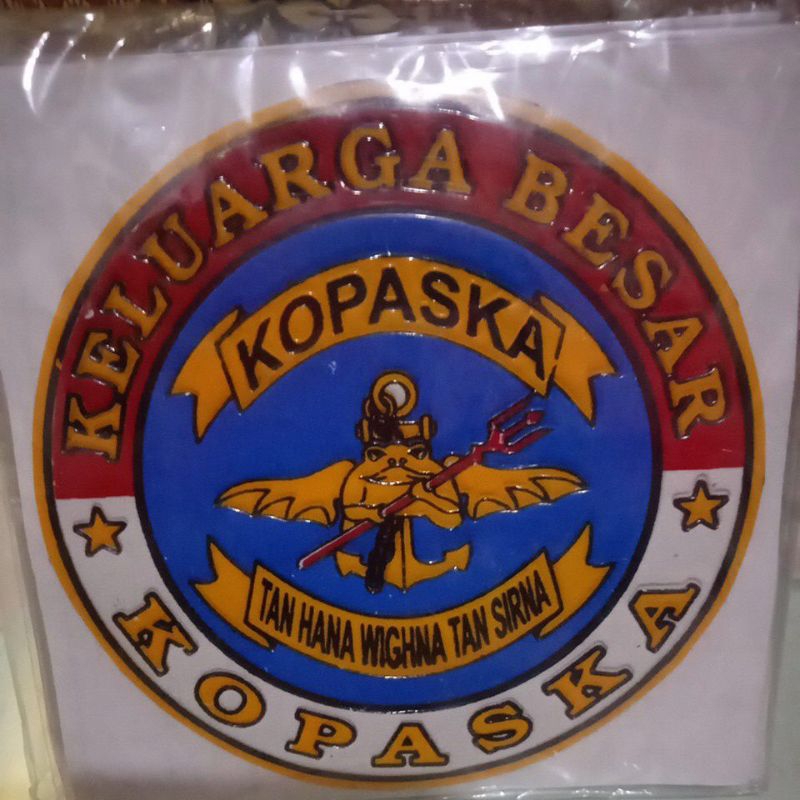 KELUARGA BESAR
KOPASKA
TAN HANA WIGHNA TAN SIRNA
KOPASKA